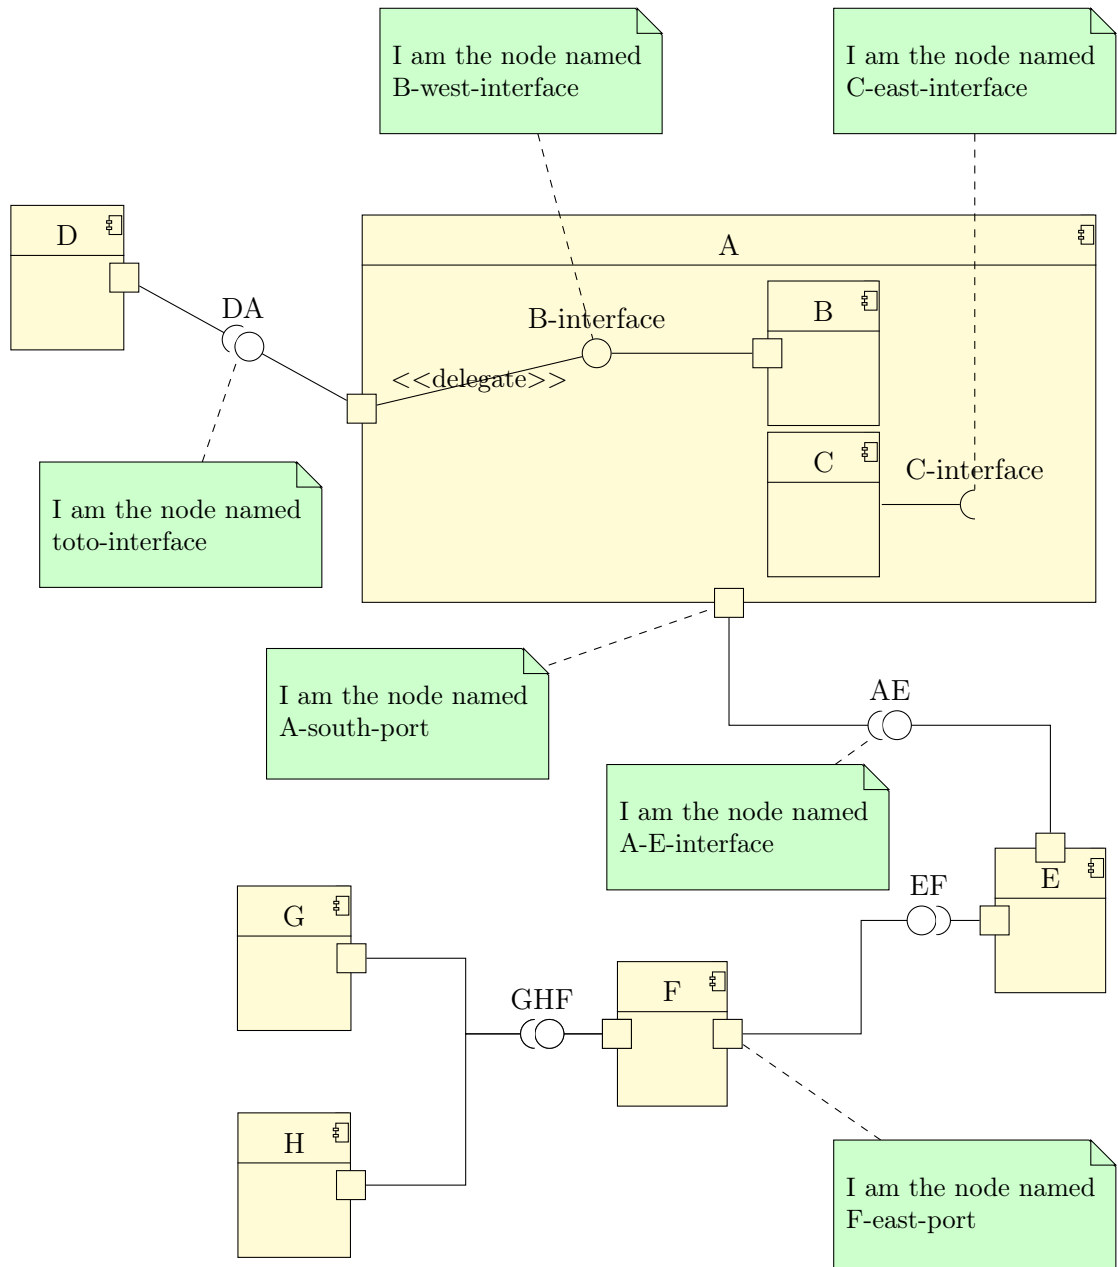 I am the node named
B-west-interface
I am the node named
C-east-interface
D
A
DA
B-interface
B
<<delegate>>
C
C-interface
I am the node named
toto-interface
I am the node named
A-south-port
AE
I am the node named
A-E-interface
E
EF
G
F
GHF
H
I am the node named
F-east-port